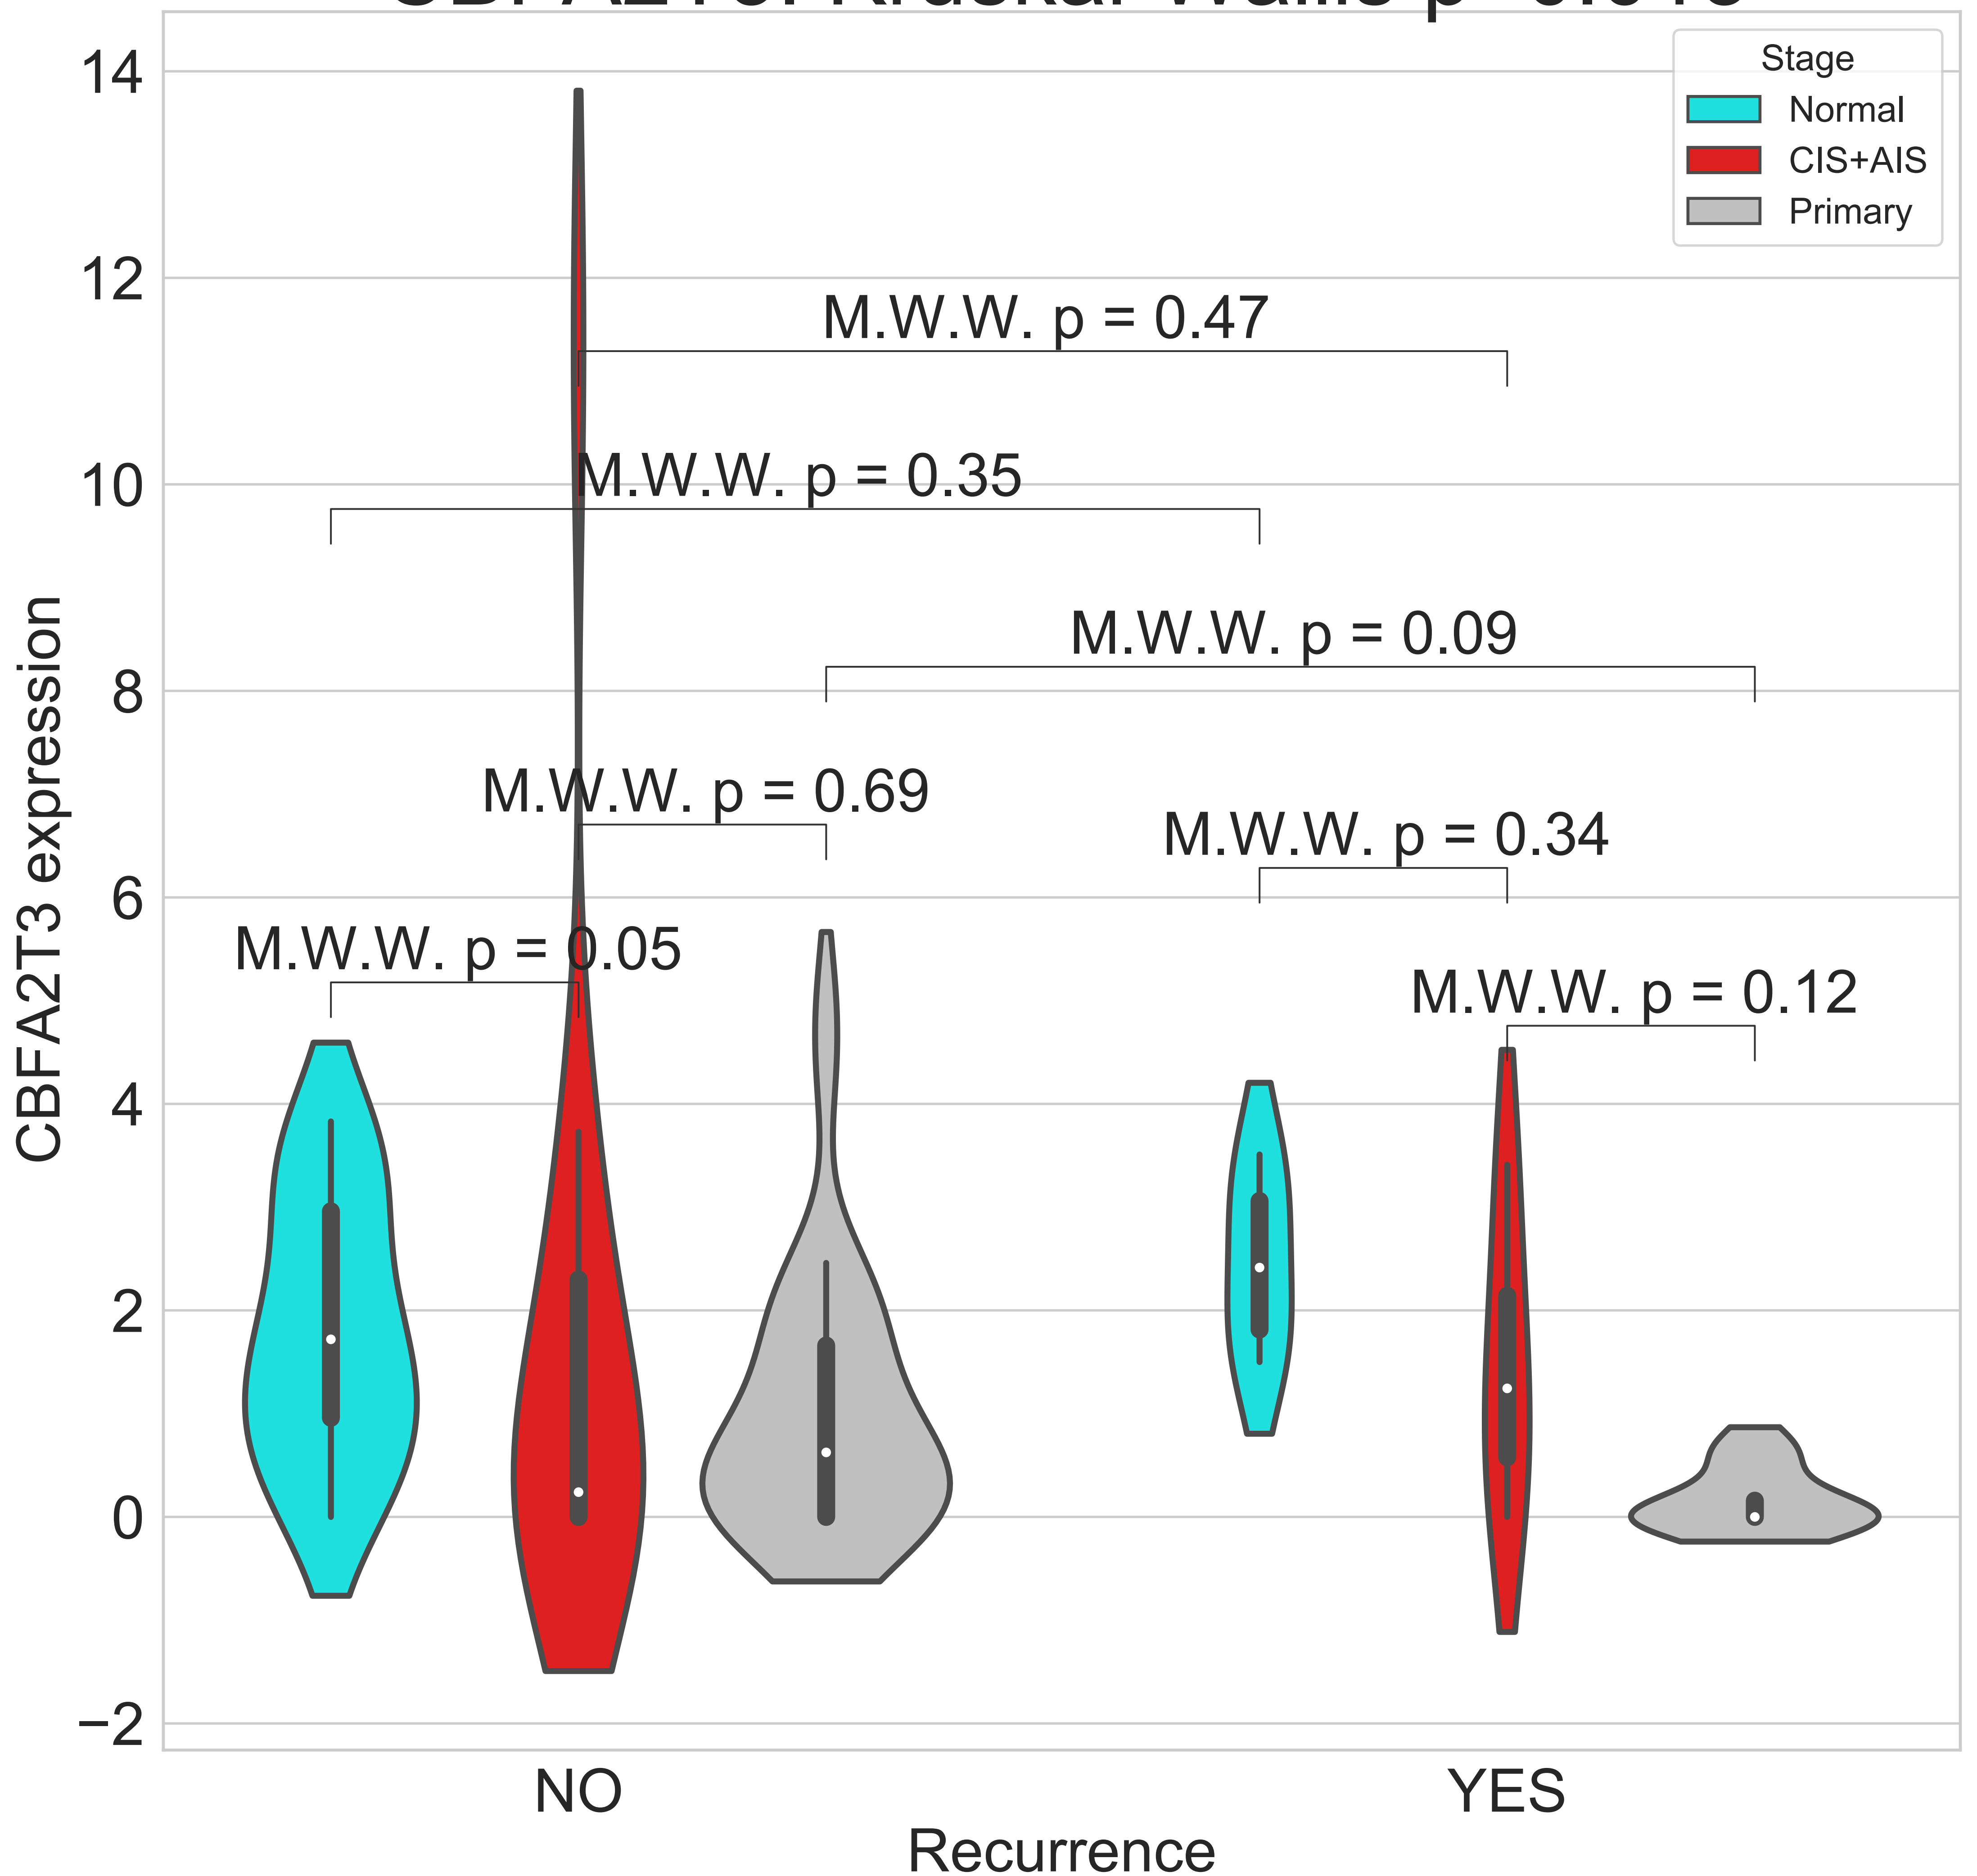 Stage
Normal
CIS+AIS
Primary
14
12
10
8
6
4
2
0
−2
CBFA2T3 expression
M.W.W. p = 0.47
M.W.W. p = 0.35
M.W.W. p = 0.09
M.W.W. p = 0.69
M.W.W. p = 0.34
M.W.W. p = 0.05
M.W.W. p = 0.12
NO
YES
Recurrence